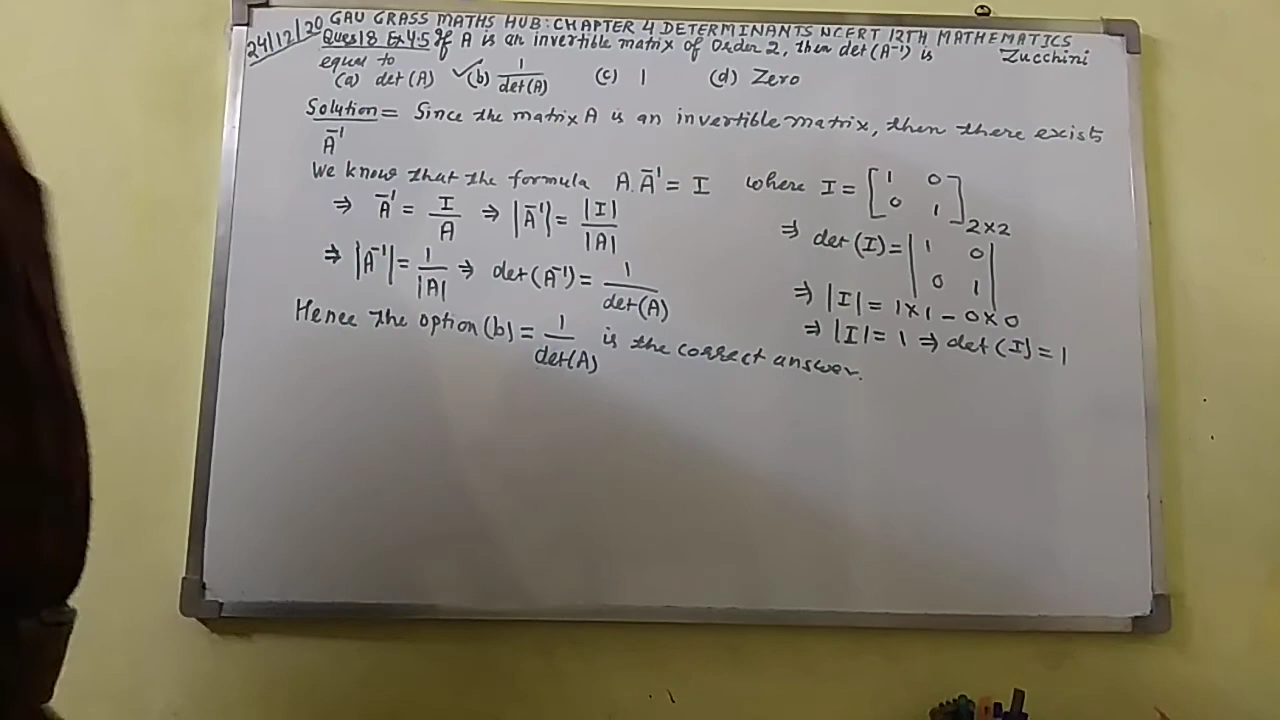 24/12/20 GAU GRASS MATHS HUB: CHAPTER 4 DETERMINANTS NCERT 12TH MATHEMATICS
Ques18 Ex4.5 If A is an invertible matrix of order 2, then det(A⁻¹) is Zucchini
equal to
(a) det(A) ✓(b) 1/det(A) (c) 1 (d) Zero
Solution = Since the matrix A is an invertible matrix, then there exists
A⁻¹
We know that the formula A.A⁻¹ = I where I = [1 0; 0 1]₂ₓ₂
⇒ A⁻¹ = I/A ⇒ |A⁻¹| = |I|/|A|
⇒ |A⁻¹| = 1/|A| ⇒ det(A⁻¹) = 1/det(A)
Hence the option (b) = 1/det(A) is the correct answer.
⇒ det(I) = |1 0; 0 1|
⇒ |I| = 1×1 - 0×0
⇒ |I| = 1 ⇒ det(I) = 1